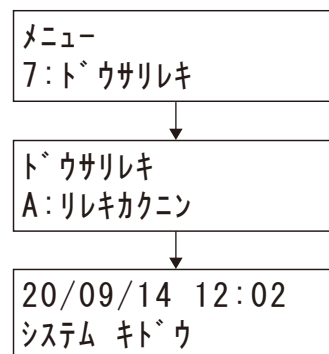 ﾒﾆｭｰ
7:ﾄﾞｳｻﾘﾚｷ
ﾄﾞｳｻﾘﾚｷ
A:ﾘﾚｷｶｸﾆﾝ
20/09/14 12:02
ｼｽﾃﾑ ｷﾄﾞｳ